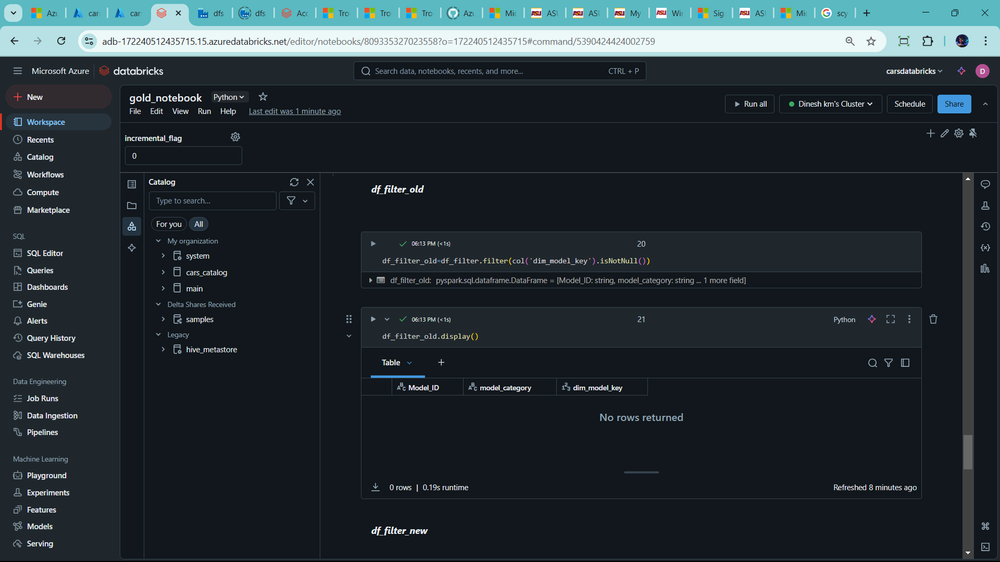 Azu
car
car
dfs
dfs
Acc
Tro
Tro
Tro
Azu
Mic
ASU
ASU
My
Win
Sig
ASU
Mic
scy
adb-172240512435715.15.azuredatabricks.net/editor/notebooks/809335327023558?o=172240512435715#command/5390424424002759
Microsoft Azure databricks
Search data, notebooks, recents, and more... CTRL + P
carsdatabricks
D
New
Workspace
Recents
Catalog
Workflows
Compute
Marketplace
SQL
SQL Editor
Queries
Dashboards
Genie
Alerts
Query History
SQL Warehouses
Data Engineering
Job Runs
Data Ingestion
Pipelines
Machine Learning
Playground
Experiments
Features
Models
Serving
gold_notebook Python
File Edit View Run Help Last edit was 1 minute ago
Run all Dinesh km's Cluster Schedule Share
incremental_flag
0
Catalog
Type to search...
For you All
My organization
system
cars_catalog
main
Delta Shares Received
samples
Legacy
hive_metastore
df_filter_old
06:13 PM (<1s) 20
df_filter_old=df_filter.filter(col('dim_model_key').isNotNull())
df_filter_old: pyspark.sql.dataframe.DataFrame = [Model_ID: string, model_category: string ... 1 more field]
06:13 PM (<1s) 21 Python
df_filter_old.display()
Table
Model_ID model_category dim_model_key
No rows returned
0 rows | 0.19s runtime Refreshed 8 minutes ago
df_filter_new